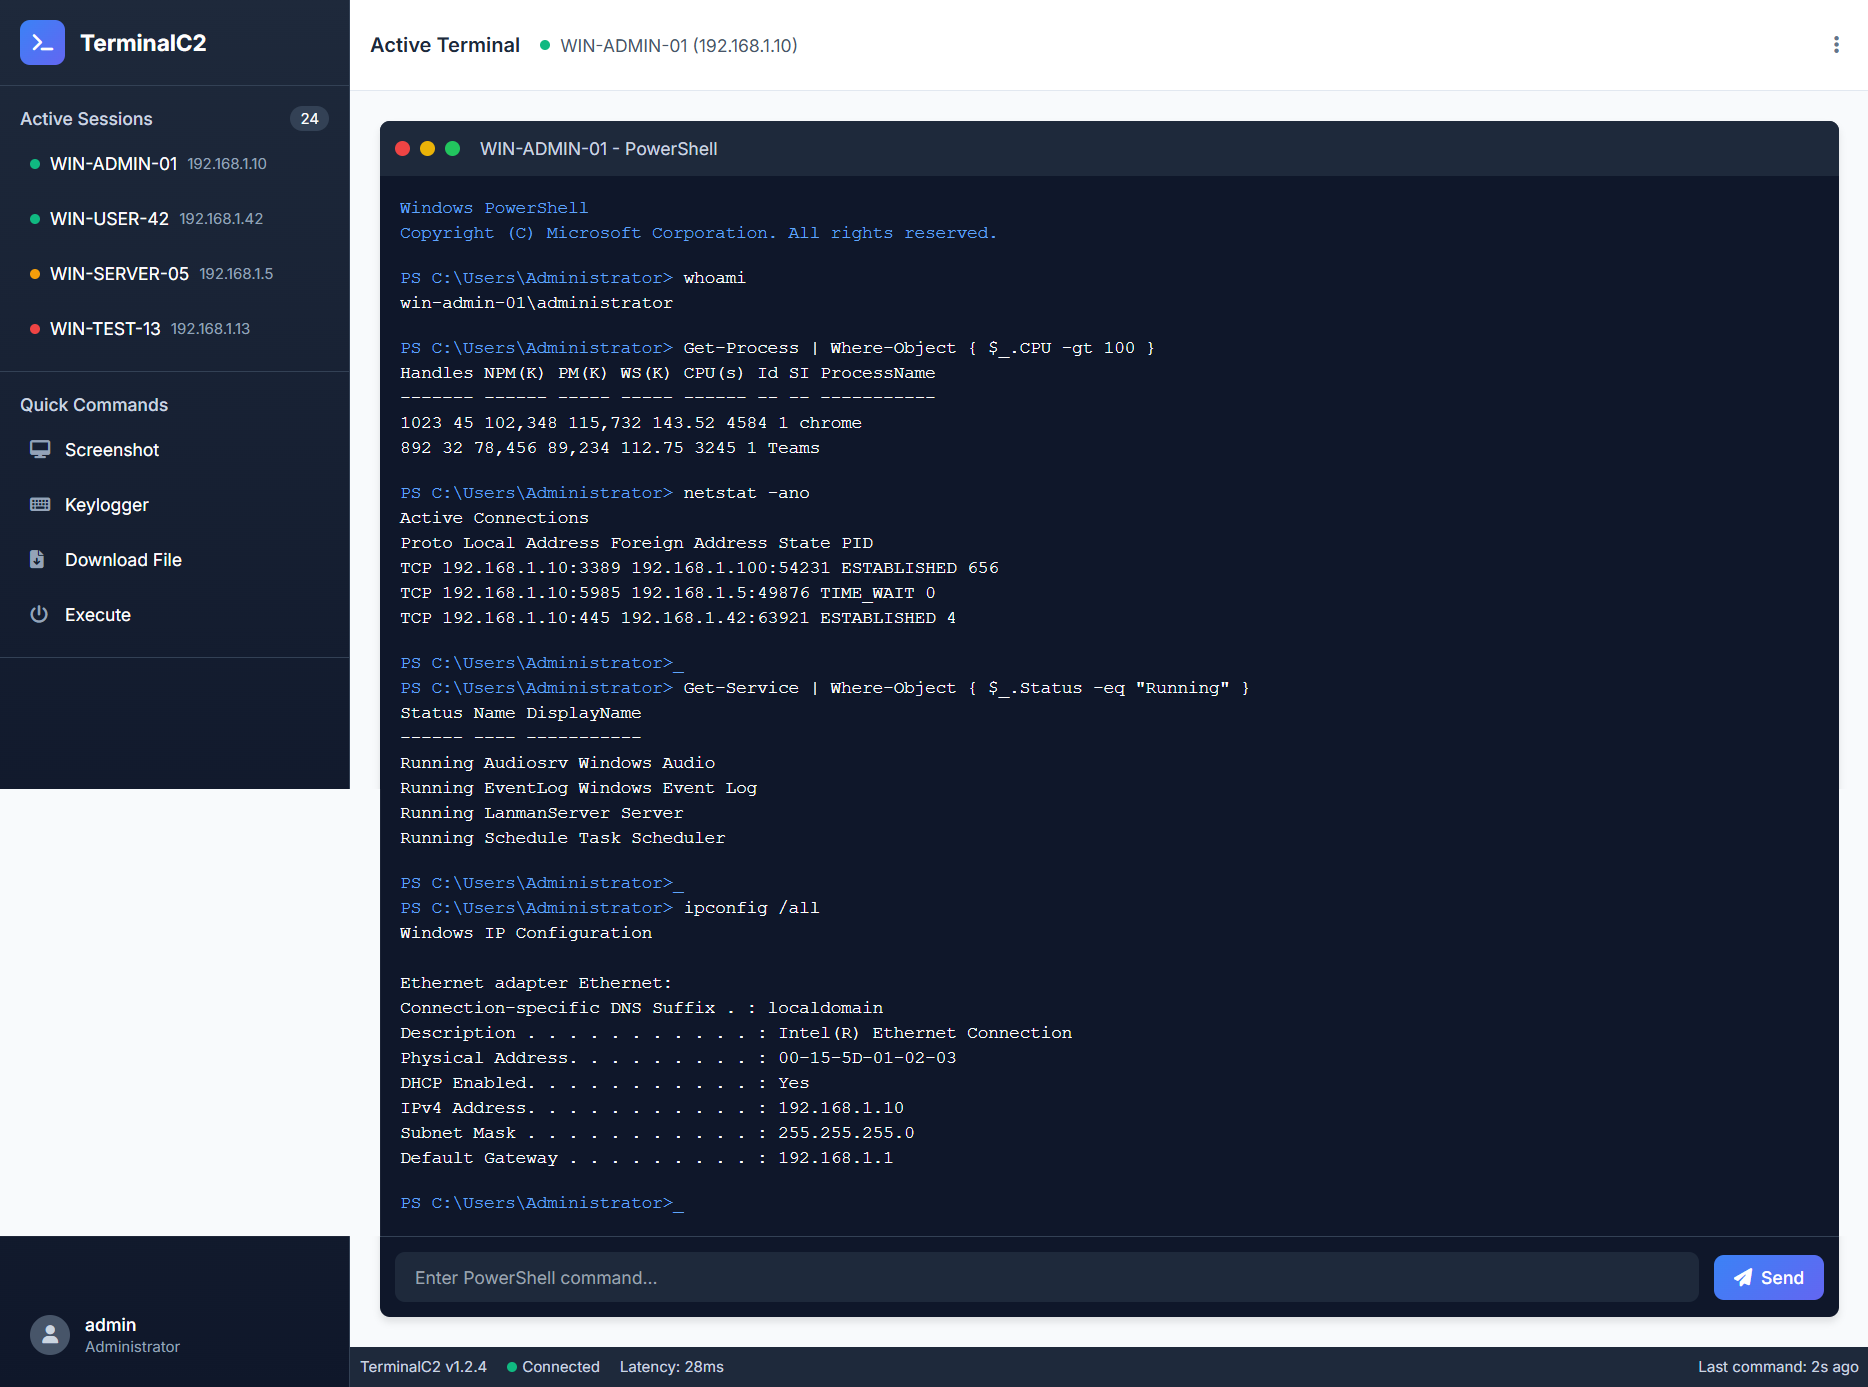 TerminalC2
Active Sessions 24
WIN-ADMIN-01 192.168.1.10
WIN-USER-42 192.168.1.42
WIN-SERVER-05 192.168.1.5
WIN-TEST-13 192.168.1.13
Quick Commands
Screenshot
Keylogger
Download File
Execute
admin
Administrator
Active Terminal WIN-ADMIN-01 (192.168.1.10)
WIN-ADMIN-01 - PowerShell
Windows PowerShell
Copyright (C) Microsoft Corporation. All rights reserved.
PS C:\Users\Administrator> whoami
win-admin-01\administrator
PS C:\Users\Administrator> Get-Process | Where-Object { $_.CPU -gt 100 }
Handles NPM(K) PM(K) WS(K) CPU(s) Id SI ProcessName
------- ------ ----- ----- ------ -- -- -----------
1023 45 102,348 115,732 143.52 4584 1 chrome
892 32 78,456 89,234 112.75 3245 1 Teams
PS C:\Users\Administrator> netstat -ano
Active Connections
Proto Local Address Foreign Address State PID
TCP 192.168.1.10:3389 192.168.1.100:54231 ESTABLISHED 656
TCP 192.168.1.10:5985 192.168.1.5:49876 TIME_WAIT 0
TCP 192.168.1.10:445 192.168.1.42:63921 ESTABLISHED 4
PS C:\Users\Administrator>_
PS C:\Users\Administrator> Get-Service | Where-Object { $_.Status -eq "Running" }
Status Name DisplayName
------ ---- -----------
Running Audiosrv Windows Audio
Running EventLog Windows Event Log
Running LanmanServer Server
Running Schedule Task Scheduler
PS C:\Users\Administrator>_
PS C:\Users\Administrator> ipconfig /all
Windows IP Configuration
Ethernet adapter Ethernet:
Connection-specific DNS Suffix . : localdomain
Description . . . . . . . . . . . : Intel(R) Ethernet Connection
Physical Address. . . . . . . . . : 00-15-5D-01-02-03
DHCP Enabled. . . . . . . . . . . : Yes
IPv4 Address. . . . . . . . . . . : 192.168.1.10
Subnet Mask . . . . . . . . . . . : 255.255.255.0
Default Gateway . . . . . . . . . : 192.168.1.1
PS C:\Users\Administrator>_
Enter PowerShell command...
Send
TerminalC2 v1.2.4 Connected Latency: 28ms Last command: 2s ago